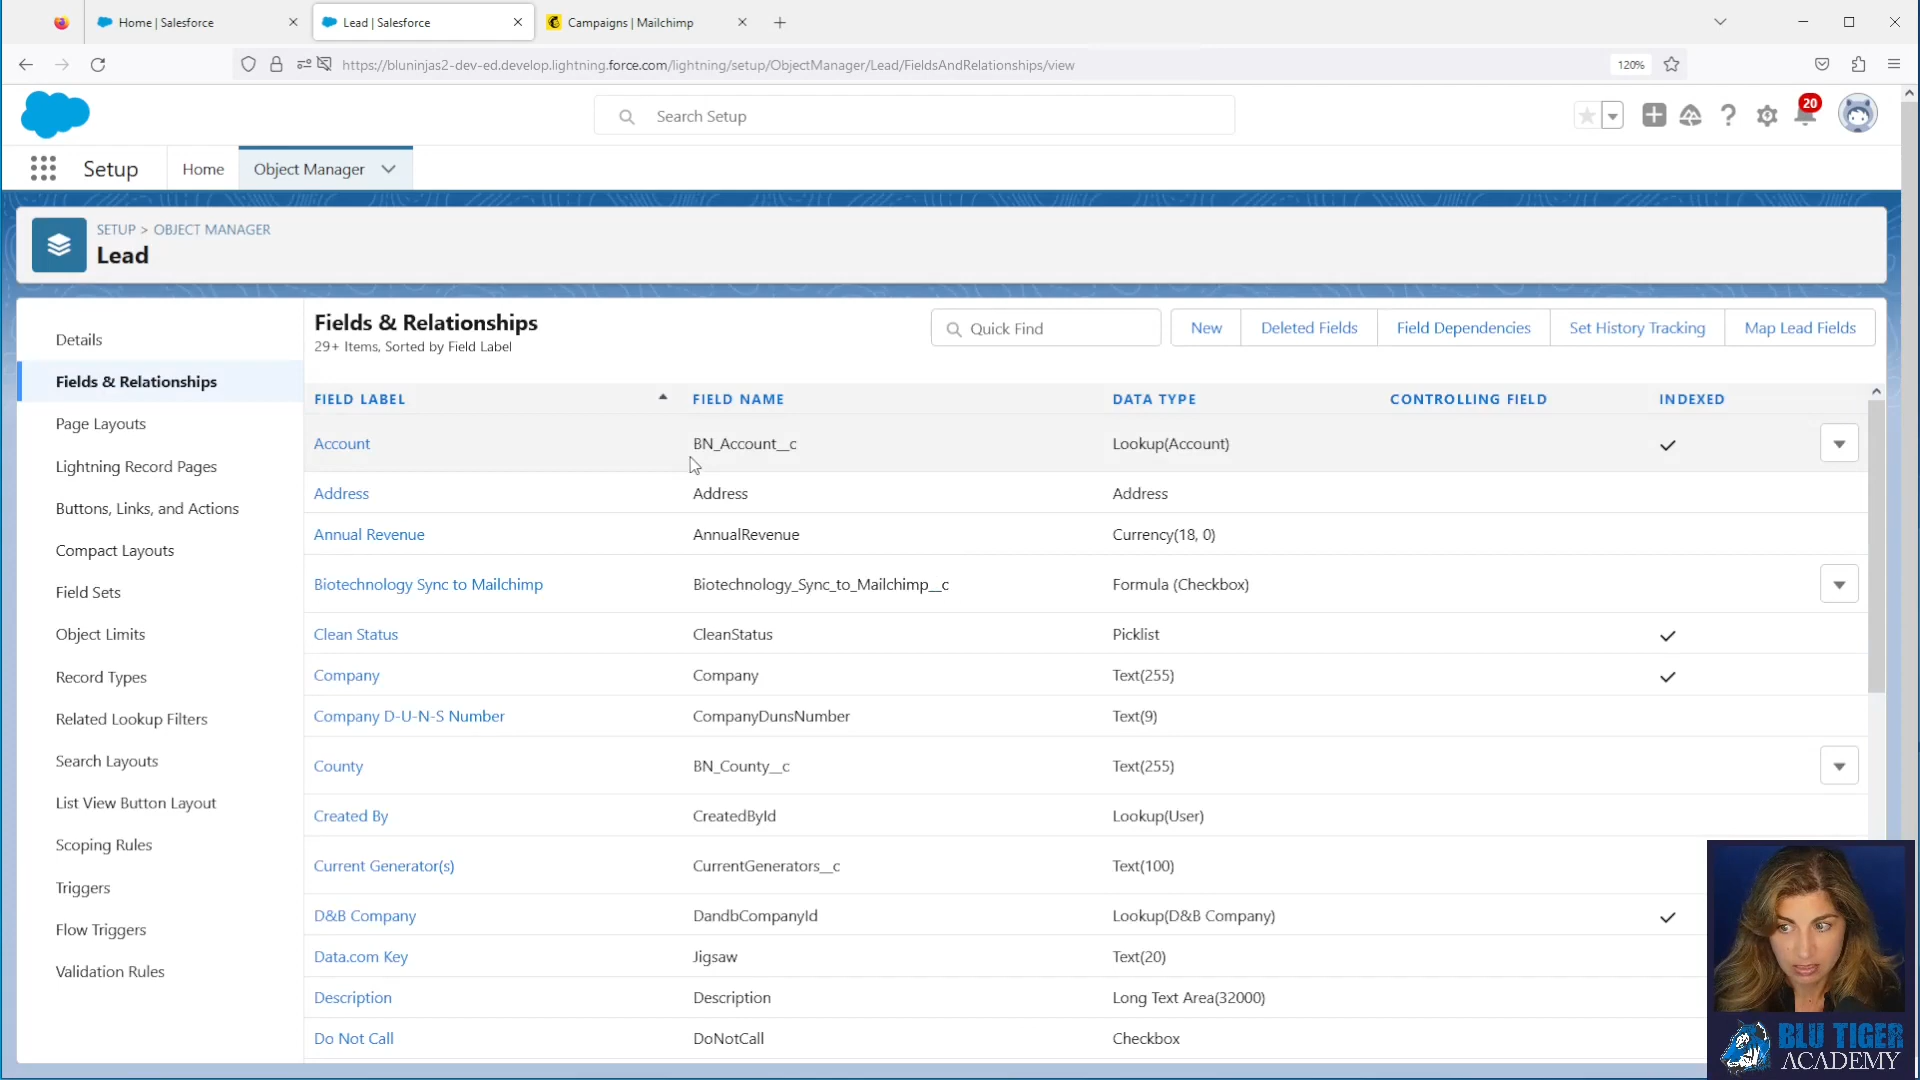 Home | Salesforce
Lead | Salesforce
Campaigns | Mailchimp
https://bluninjas2-dev-ed.develop.lightning.force.com/lightning/setup/ObjectManager/Lead/FieldsAndRelationships/view
120%
Search Setup
20
Setup
Home
Object Manager
SETUP > OBJECT MANAGER
Lead
Details
Fields & Relationships
Page Layouts
Lightning Record Pages
Buttons, Links, and Actions
Compact Layouts
Field Sets
Object Limits
Record Types
Related Lookup Filters
Search Layouts
List View Button Layout
Scoping Rules
Triggers
Flow Triggers
Validation Rules
Fields & Relationships
29+ Items, Sorted by Field Label
Quick Find
New
Deleted Fields
Field Dependencies
Set History Tracking
Map Lead Fields
FIELD LABEL FIELD NAME DATA TYPE CONTROLLING FIELD INDEXED
Account BN_Account__c Lookup(Account)
Address Address Address
Annual Revenue AnnualRevenue Currency(18, 0)
Biotechnology Sync to Mailchimp Biotechnology_Sync_to_Mailchimp__c Formula (Checkbox)
Clean Status CleanStatus Picklist
Company Company Text(255)
Company D-U-N-S Number CompanyDunsNumber Text(9)
County BN_County__c Text(255)
Created By CreatedById Lookup(User)
Current Generator(s) CurrentGenerators__c Text(100)
D&B Company DandbCompanyId Lookup(D&B Company)
Data.com Key Jigsaw Text(20)
Description Description Long Text Area(32000)
Do Not Call DoNotCall Checkbox
BLU TIGER
ACADEMY